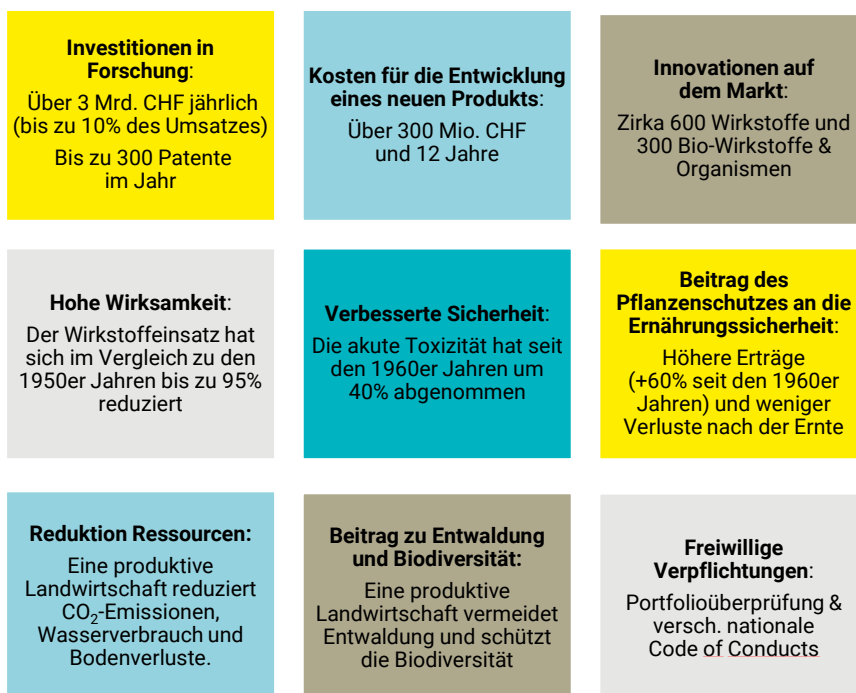 Investitionen in
Forschung:
Über 3 Mrd. CHF jährlich
(bis zu 10% des Umsatzes)
Bis zu 300 Patente
im Jahr
Kosten für die Entwicklung
eines neuen Produkts:
Über 300 Mio. CHF
und 12 Jahre
Innovationen auf
dem Markt:
Zirka 600 Wirkstoffe und
300 Bio-Wirkstoffe &
Organismen
Hohe Wirksamkeit:
Der Wirkstoffeinsatz hat
sich im Vergleich zu den
1950er Jahren bis zu 95%
reduziert
Verbesserte Sicherheit:
Die akute Toxizität hat seit
den 1960er Jahren um
40% abgenommen
Beitrag des
Pflanzenschutzes an die
Ernährungssicherheit:
Höhere Erträge
(+60% seit den 1960er
Jahren) und weniger
Verluste nach der Ernte
Reduktion Ressourcen:
Eine produktive
Landwirtschaft reduziert
CO₂-Emissionen,
Wasserverbrauch und
Bodenverluste.
Beitrag zu Entwaldung
und Biodiversität:
Eine produktive
Landwirtschaft vermeidet
Entwaldung und schützt
die Biodiversität
Freiwillige
Verpflichtungen:
Portfolioüberprüfung &
versch. nationale
Code of Conducts